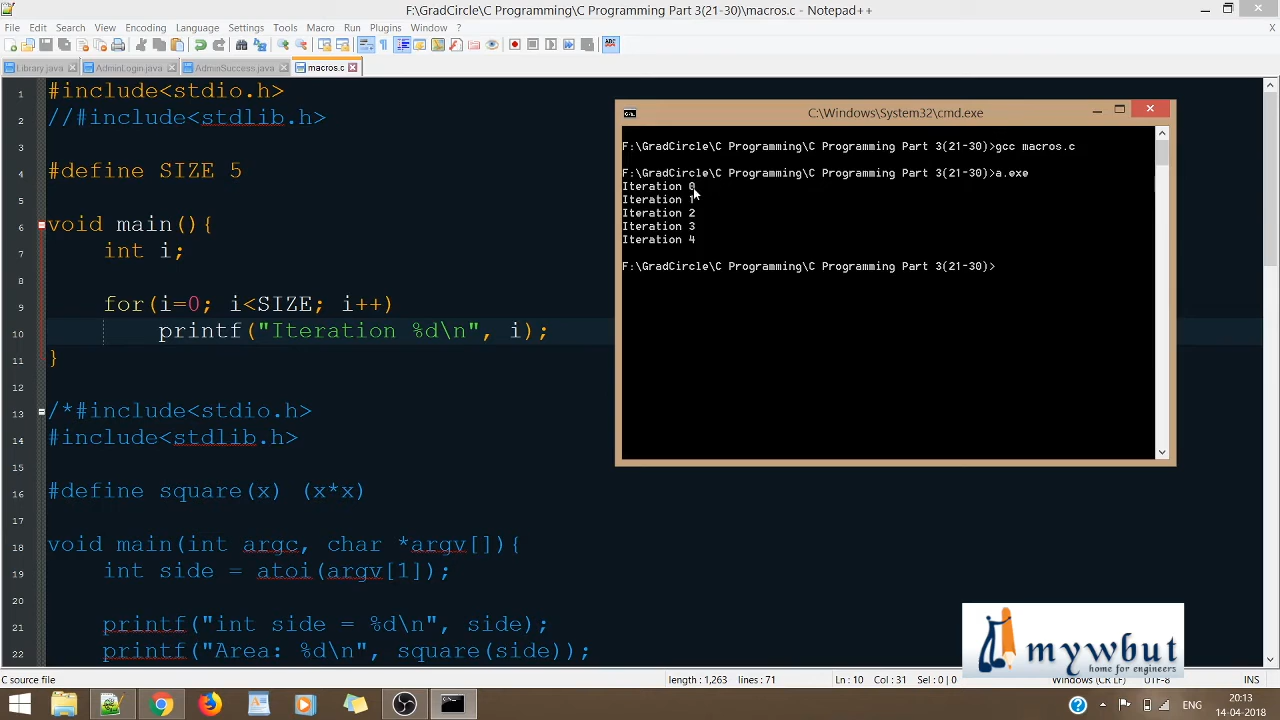 F:\GradCircle\C Programming\C Programming Part 3(21-30)\macros.c - Notepad++
File Edit Search View Encoding Language Settings Tools Macro Run Plugins Window ?
Library.java AdminLogin.java AdminSuccess.java macros.c
1 #include<stdio.h>
2 //#include<stdlib.h>
3
4 #define SIZE 5
5
6 void main(){
7 int i;
8
9 for(i=0; i<SIZE; i++)
10 printf("Iteration %d\n", i);
11 }
12
13 /*#include<stdio.h>
14 #include<stdlib.h>
15
16 #define square(x) (x*x)
17
18 void main(int argc, char *argv[]){
19 int side = atoi(argv[1]);
20
21 printf("int side = %d\n", side);
22 printf("Area: %d\n", square(side));
C:\Windows\System32\cmd.exe
F:\GradCircle\C Programming\C Programming Part 3(21-30)>gcc macros.c
F:\GradCircle\C Programming\C Programming Part 3(21-30)>a.exe
Iteration 0
Iteration 1
Iteration 2
Iteration 3
Iteration 4
F:\GradCircle\C Programming\C Programming Part 3(21-30)>
mywbut
home for engineers
C source file length : 1,263 lines : 71 Ln : 10 Col : 31 Sel : 0 | 0 Windows (CR LF) UTF-8 INS
ENG
20:13
14-04-2018